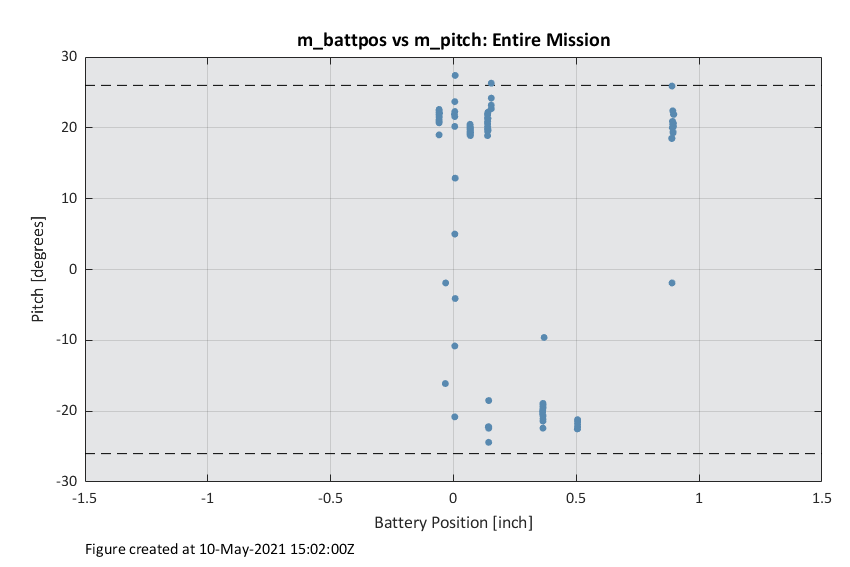 m_battpos vs m_pitch: Entire Mission
30
20
10
0
-10
-20
-30
Pitch [degrees]
-1.5 -1 -0.5 0 0.5 1 1.5
Battery Position [inch]
Figure created at 10-May-2021 15:02:00Z